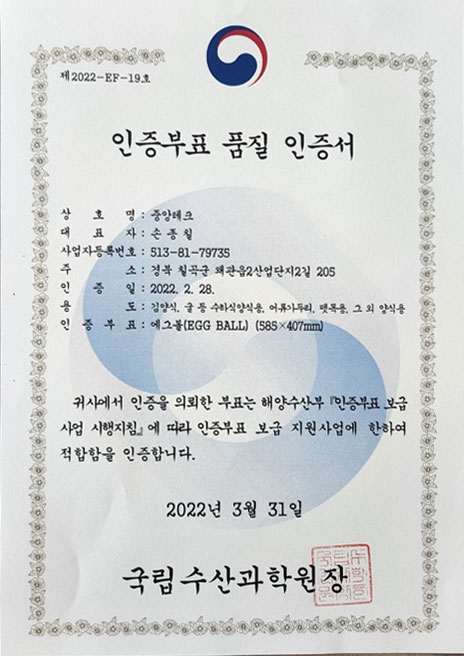 제2022-EF-19호
인증부표 품질 인증서
상 호 명 : 중앙테크
대 표 자 : 손종칠
사업자등록번호 : 513-81-79735
주 소 : 경북 칠곡군 왜관읍2산업단지2길 205
인 증 일 : 2022. 2. 28.
용 도 : 김양식, 굴 등 수하식양식용, 어류가두리, 뗏목용, 그 외 양식용
인 증 부 표 : 에그볼(EGG BALL) (585×407mm)
귀사에서 인증을 의뢰한 부표는 해양수산부 『인증부표 보급
사업 시행지침』에 따라 인증부표 보급 지원사업에 한하여
적합함을 인증합니다.
2022년 3월 31일
국립수산과학원장